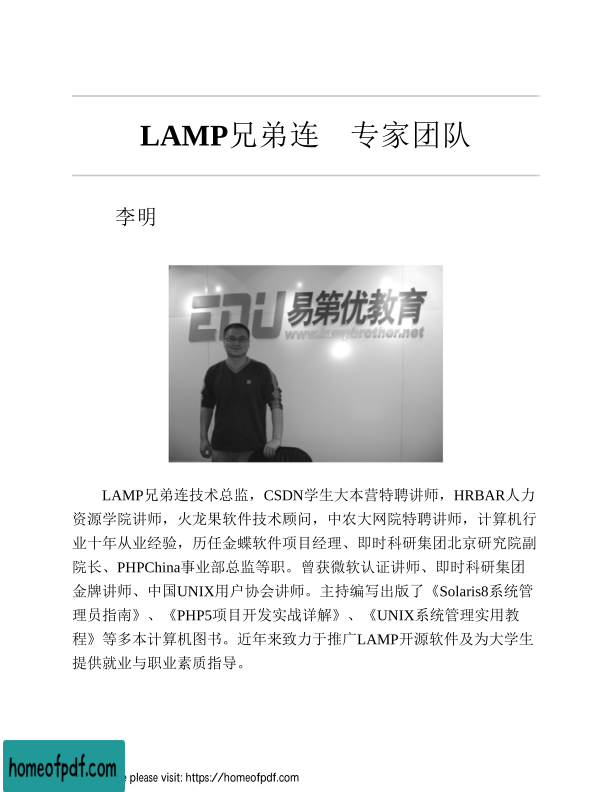 LAMP兄弟连 专家团队
李明
EDU 易第优教育
www.lampbrother.net
LAMP兄弟连技术总监，CSDN学生大本营特聘讲师，HRBAR人力
资源学院讲师，火龙果软件技术顾问，中农大网院特聘讲师，计算机行
业十年从业经验，历任金蝶软件项目经理、即时科研集团北京研究院副
院长、PHPChina事业部总监等职。曾获微软认证讲师、即时科研集团
金牌讲师、中国UNIX用户协会讲师。主持编写出版了《Solaris8系统管
理员指南》、《PHP5项目开发实战详解》、《UNIX系统管理实用教
程》等多本计算机图书。近年来致力于推广LAMP开源软件及为大学生
提供就业与职业素质指导。
homeofpdf.com
e please visit: https://homeofpdf.com